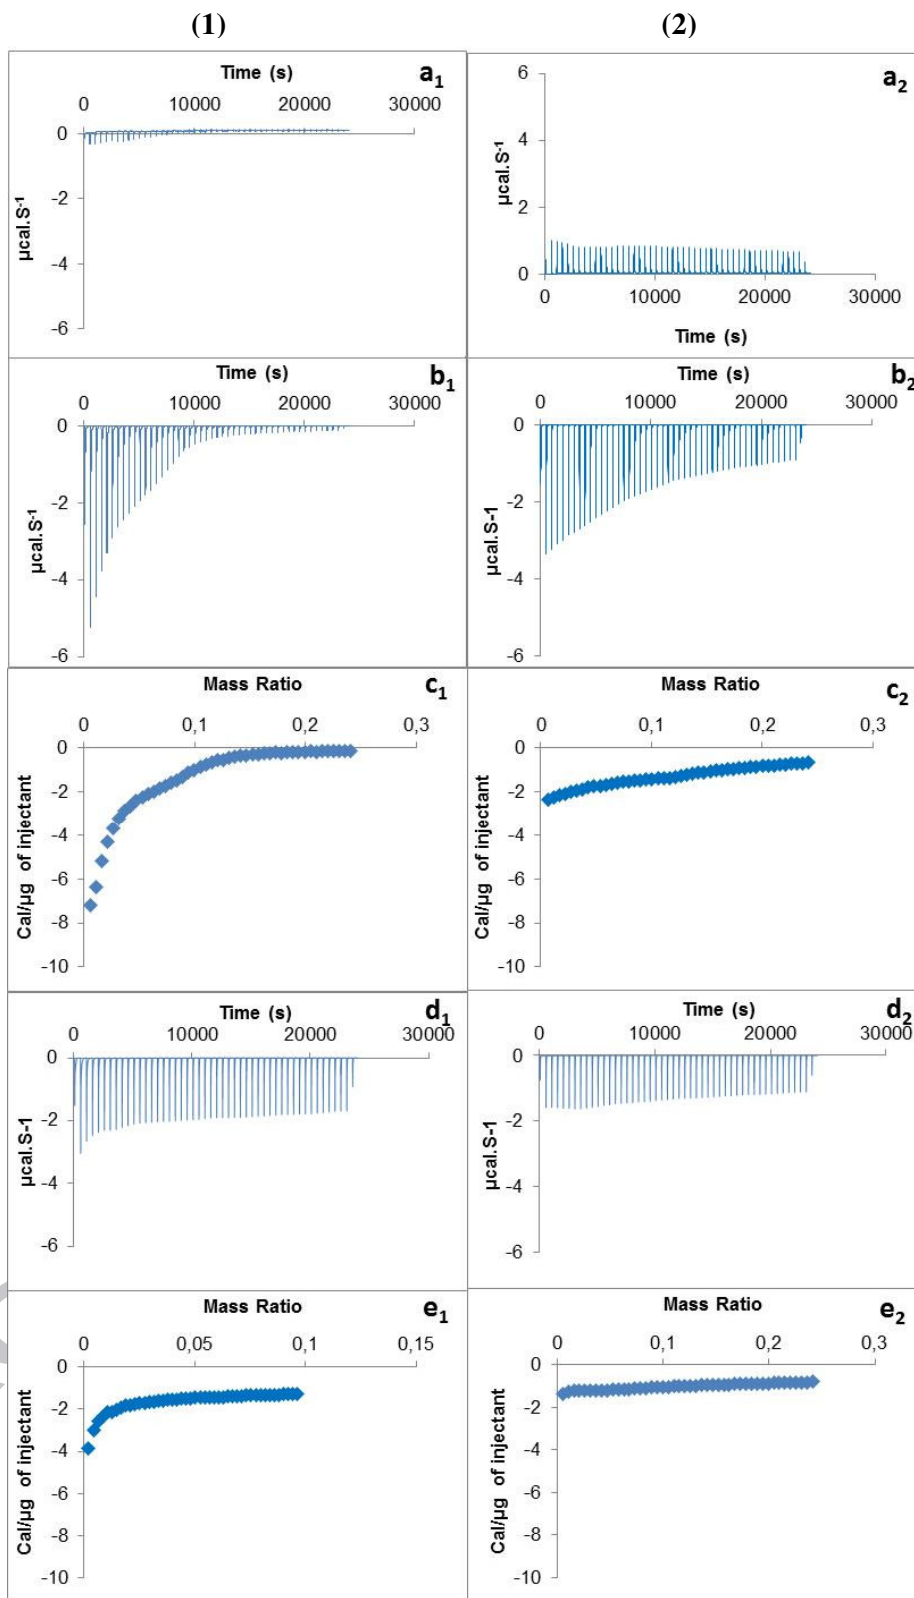 (1) (2)
Time (s) a1
0 10000 20000 30000
0
-2
-4
-6
µcal.S-1
a2
6
4
2
0
µcal.S-1
0 10000 20000 30000
Time (s)
Time (s) b1
0 10000 20000 30000
0
-2
-4
-6
µcal.S-1
Time (s) b2
0 10000 20000 30000
0
-2
-4
-6
µcal.S-1
Mass Ratio c1
0 0,1 0,2 0,3
0
-2
-4
-6
-8
-10
Cal/µg of injectant
Mass Ratio c2
0 0,1 0,2 0,3
0
-2
-4
-6
-8
-10
Cal/µg of injectant
Time (s) d1
0 10000 20000 30000
0
-2
-4
-6
µcal.S-1
Time (s) d2
0 10000 20000 30000
0
-2
-4
-6
µcal.S-1
Mass Ratio e1
0 0,05 0,1 0,15
0
-2
-4
-6
-8
-10
Cal/µg of injectant
Mass Ratio e2
0 0,1 0,2 0,3
0
-2
-4
-6
-8
-10
Cal/µg of injectant